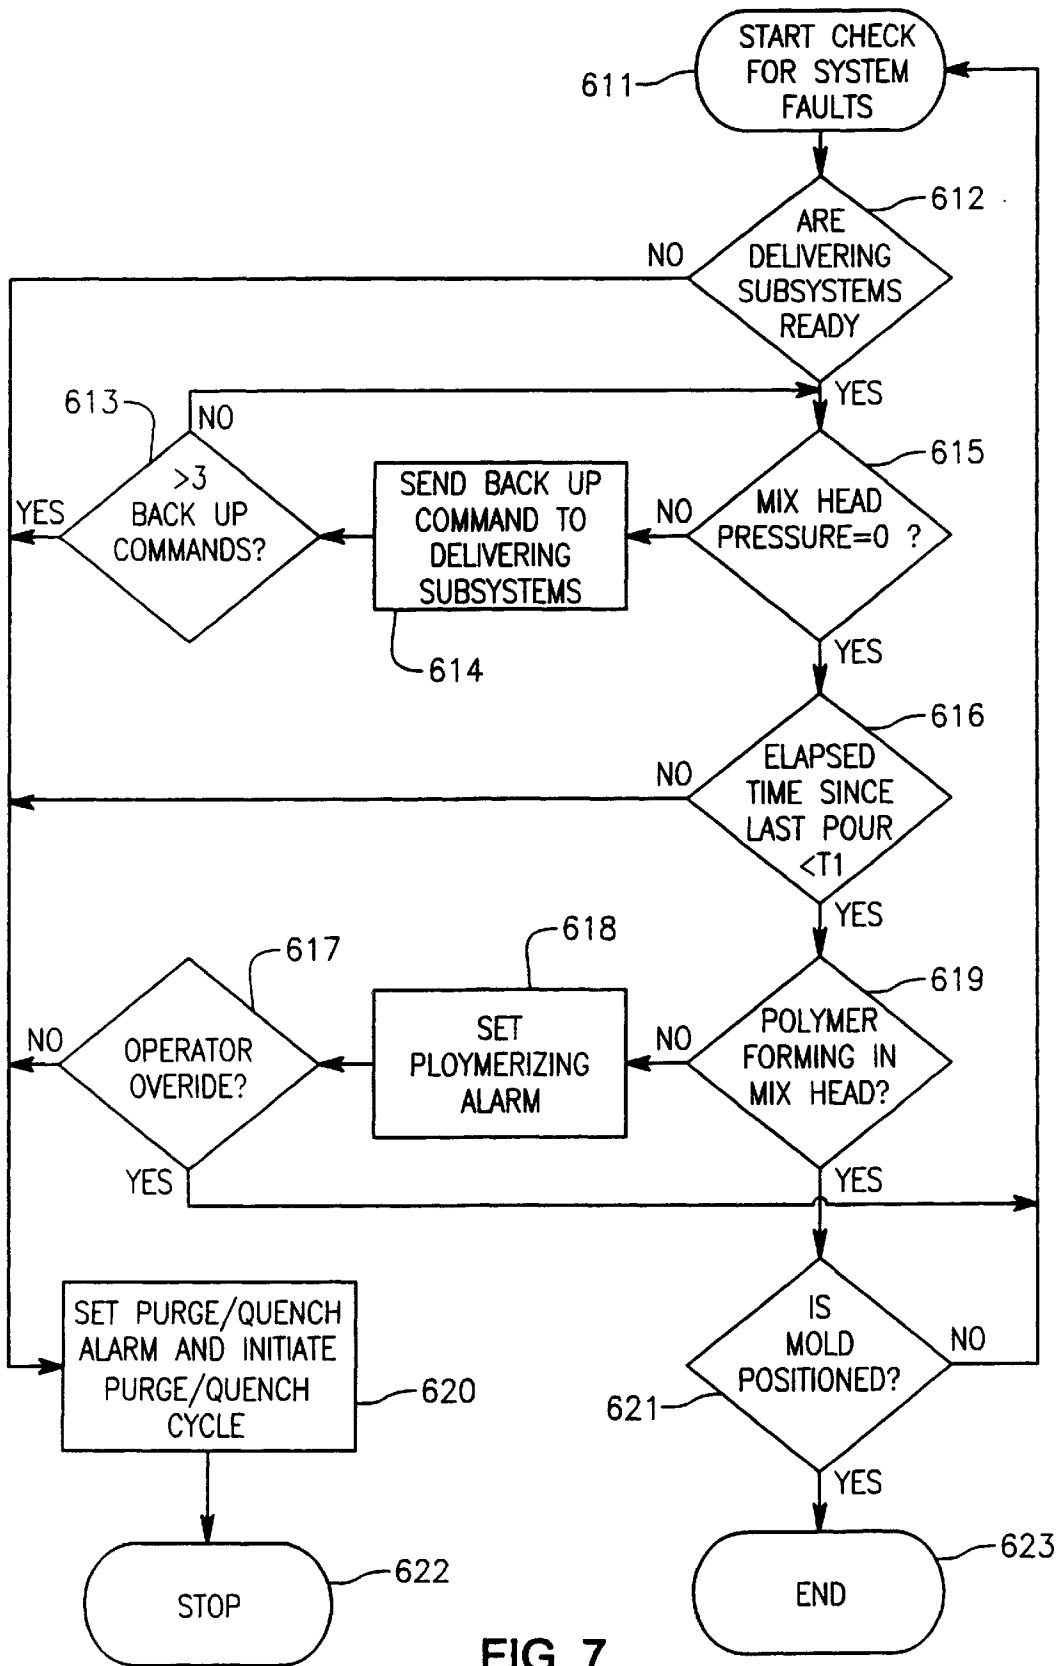 START CHECK
FOR SYSTEM
FAULTS
611
612
ARE
DELIVERING
SUBSYSTEMS
READY
NO
YES
613
NO
>3
BACK UP
COMMANDS?
YES
SEND BACK UP
COMMAND TO
DELIVERING
SUBSYSTEMS
614
NO
615
MIX HEAD
PRESSURE=0 ?
YES
616
ELAPSED
TIME SINCE
LAST POUR
<T1
NO
YES
617
OPERATOR
OVERIDE?
NO
YES
618
SET
PLOYMERIZING
ALARM
NO
619
POLYMER
FORMING IN
MIX HEAD?
YES
SET PURGE/QUENCH
ALARM AND INITIATE
PURGE/QUENCH
CYCLE
620
IS
MOLD
POSITIONED?
NO
621
YES
STOP
622
END
623
FIG. 7